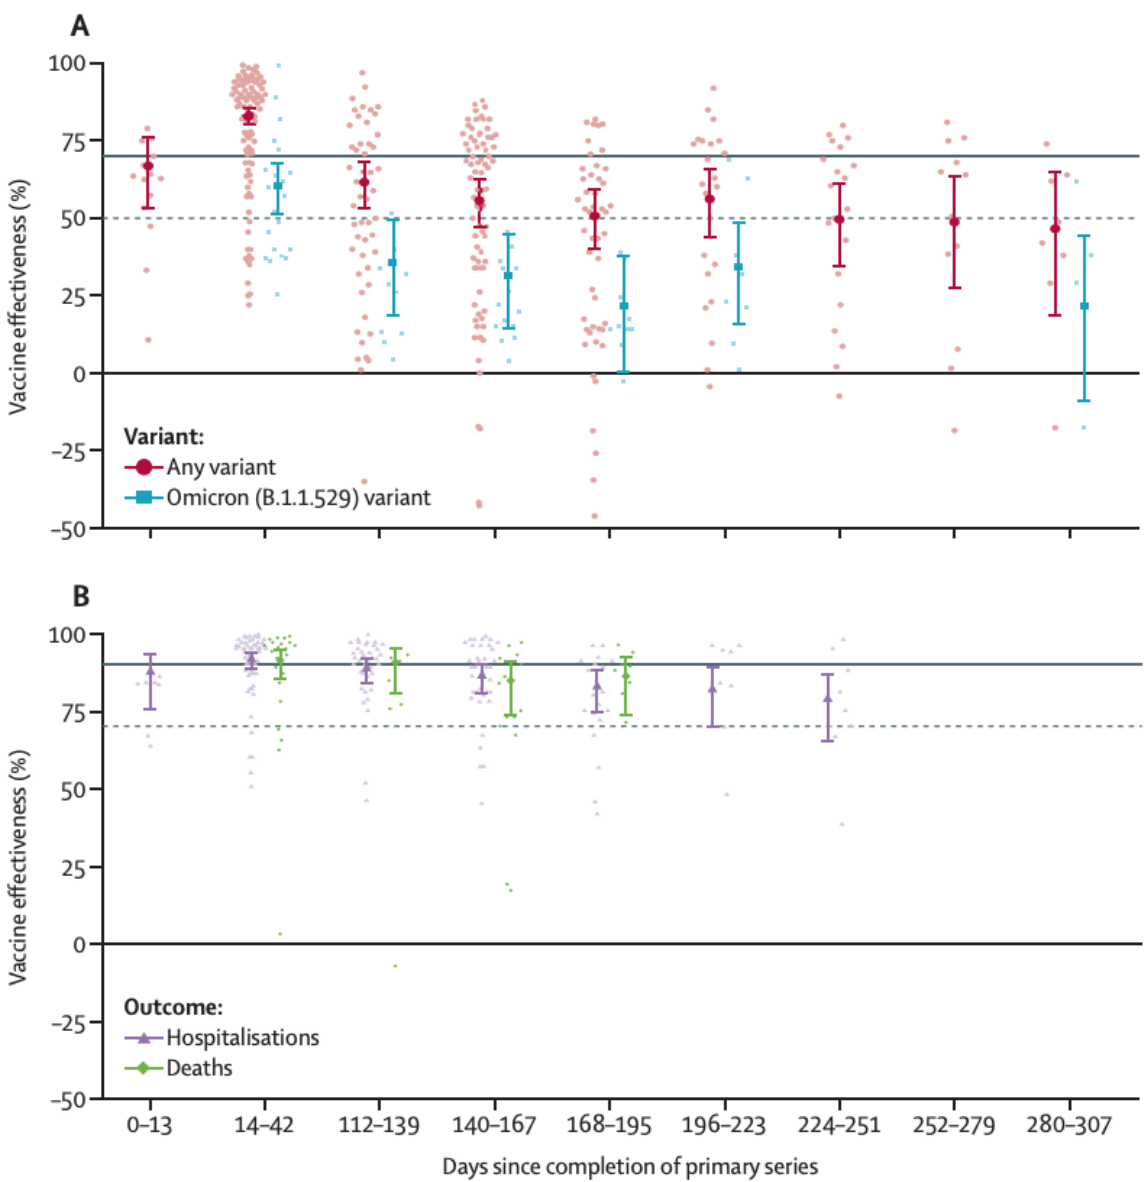 A
100
75
50
25
0
–25
–50
Vaccine effectiveness (%)
Variant:
Any variant
Omicron (B.1.1.529) variant
B
100
75
50
25
0
–25
–50
Vaccine effectiveness (%)
Outcome:
Hospitalisations
Deaths
0–13 14–42 112–139 140–167 168–195 196–223 224–251 252–279 280–307
Days since completion of primary series